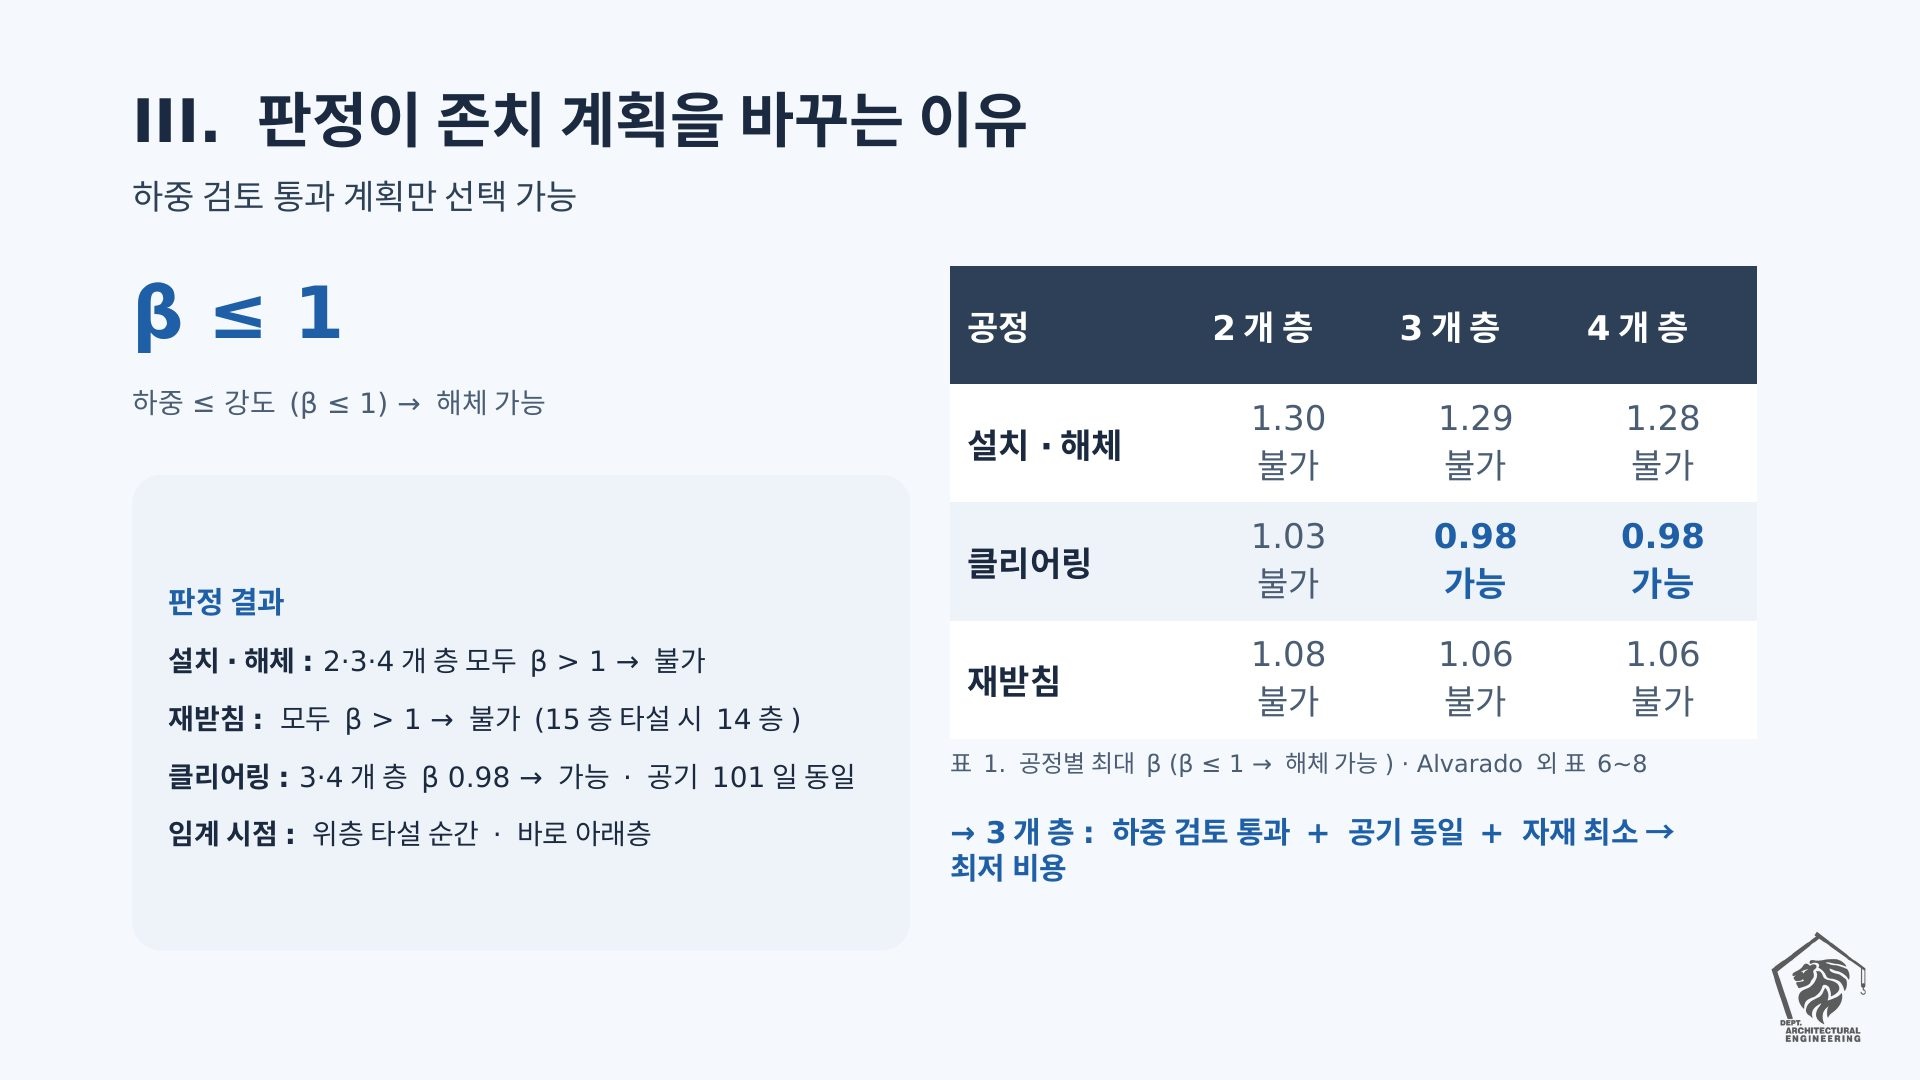 III. 판정이 존치 계획을 바꾸는 이유
하중 검토 통과 계획만 선택 가능
β ≤ 1
하중 ≤ 강도 (β ≤ 1) → 해체 가능
판정 결과
설치 · 해체 : 2·3·4 개 층 모두 β > 1 → 불가
재받침 : 모두 β > 1 → 불가 (15 층 타설 시 14 층 )
클리어링 : 3·4 개 층 β 0.98 → 가능 · 공기 101 일 동일
임계 시점 : 위층 타설 순간 · 바로 아래층
공정 2 개 층 3 개 층 4 개 층
설치 · 해체 1.30 불가 1.29 불가 1.28 불가
클리어링 1.03 불가 0.98 가능 0.98 가능
재받침 1.08 불가 1.06 불가 1.06 불가
표 1. 공정별 최대 β (β ≤ 1 → 해체 가능 ) · Alvarado 외 표 6~8
→ 3 개 층 : 하중 검토 통과 + 공기 동일 + 자재 최소 →
최저 비용
DEPT.
ARCHITECTURAL
ENGINEERING